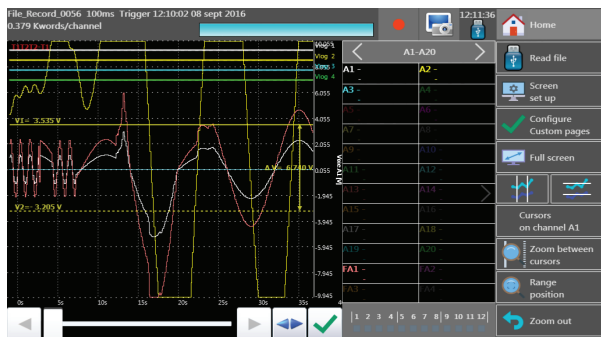 File_Record_0056 100ms Trigger 12:10:02 08 sept 2016
0.379 Kwords/channel
12:11:36
Home
Read file
Screen
set up
Configure
Custom pages
Full screen
Cursors
on channel A1
Zoom between
cursors
Range
position
Zoom out
Vlog 2
Vlog 4
6.055
4.055
2.055
0.055
-1.945
-3.945
-5.945
-7.945
-9.945
V1= 3.535 V
6.740 V
V2=- 3.205 V
0s 5s 10s 15s 20s 25s 30s 35s 4
A1-A20
A1 - A2 -
A3 - A4 -
A5 - A6 -
A7 - A8 -
A9 - A10 -
A11 - A12 -
A13 - A14 -
A15 - A16 -
A17 - A18 -
A19 - A20 -
FA1 - FA2 -
FA3 - FA4 -
1 2 3 4 5 6 7 8 9 10 11 12